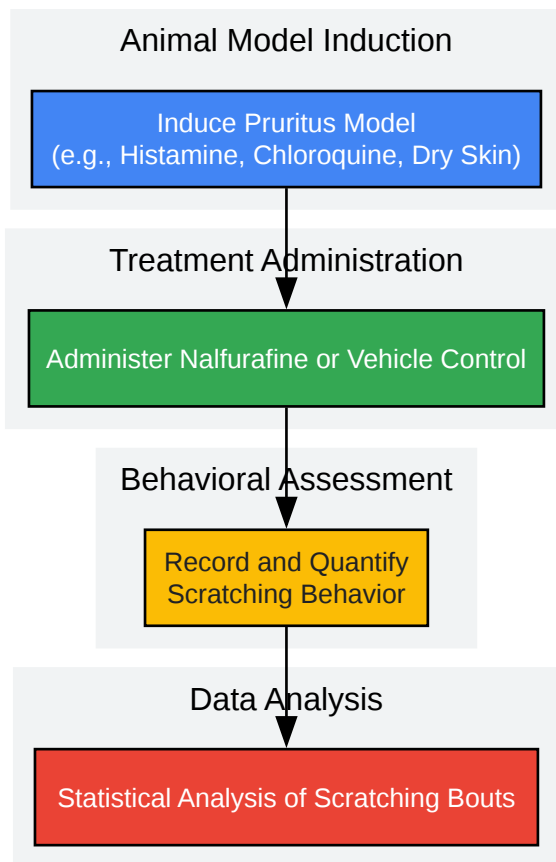 Animal Model Induction
Induce Pruritus Model
(e.g., Histamine, Chloroquine, Dry Skin)
Treatment Administration
Administer Nalfurafine or Vehicle Control
Behavioral Assessment
Record and Quantify
Scratching Behavior
Data Analysis
Statistical Analysis of Scratching Bouts